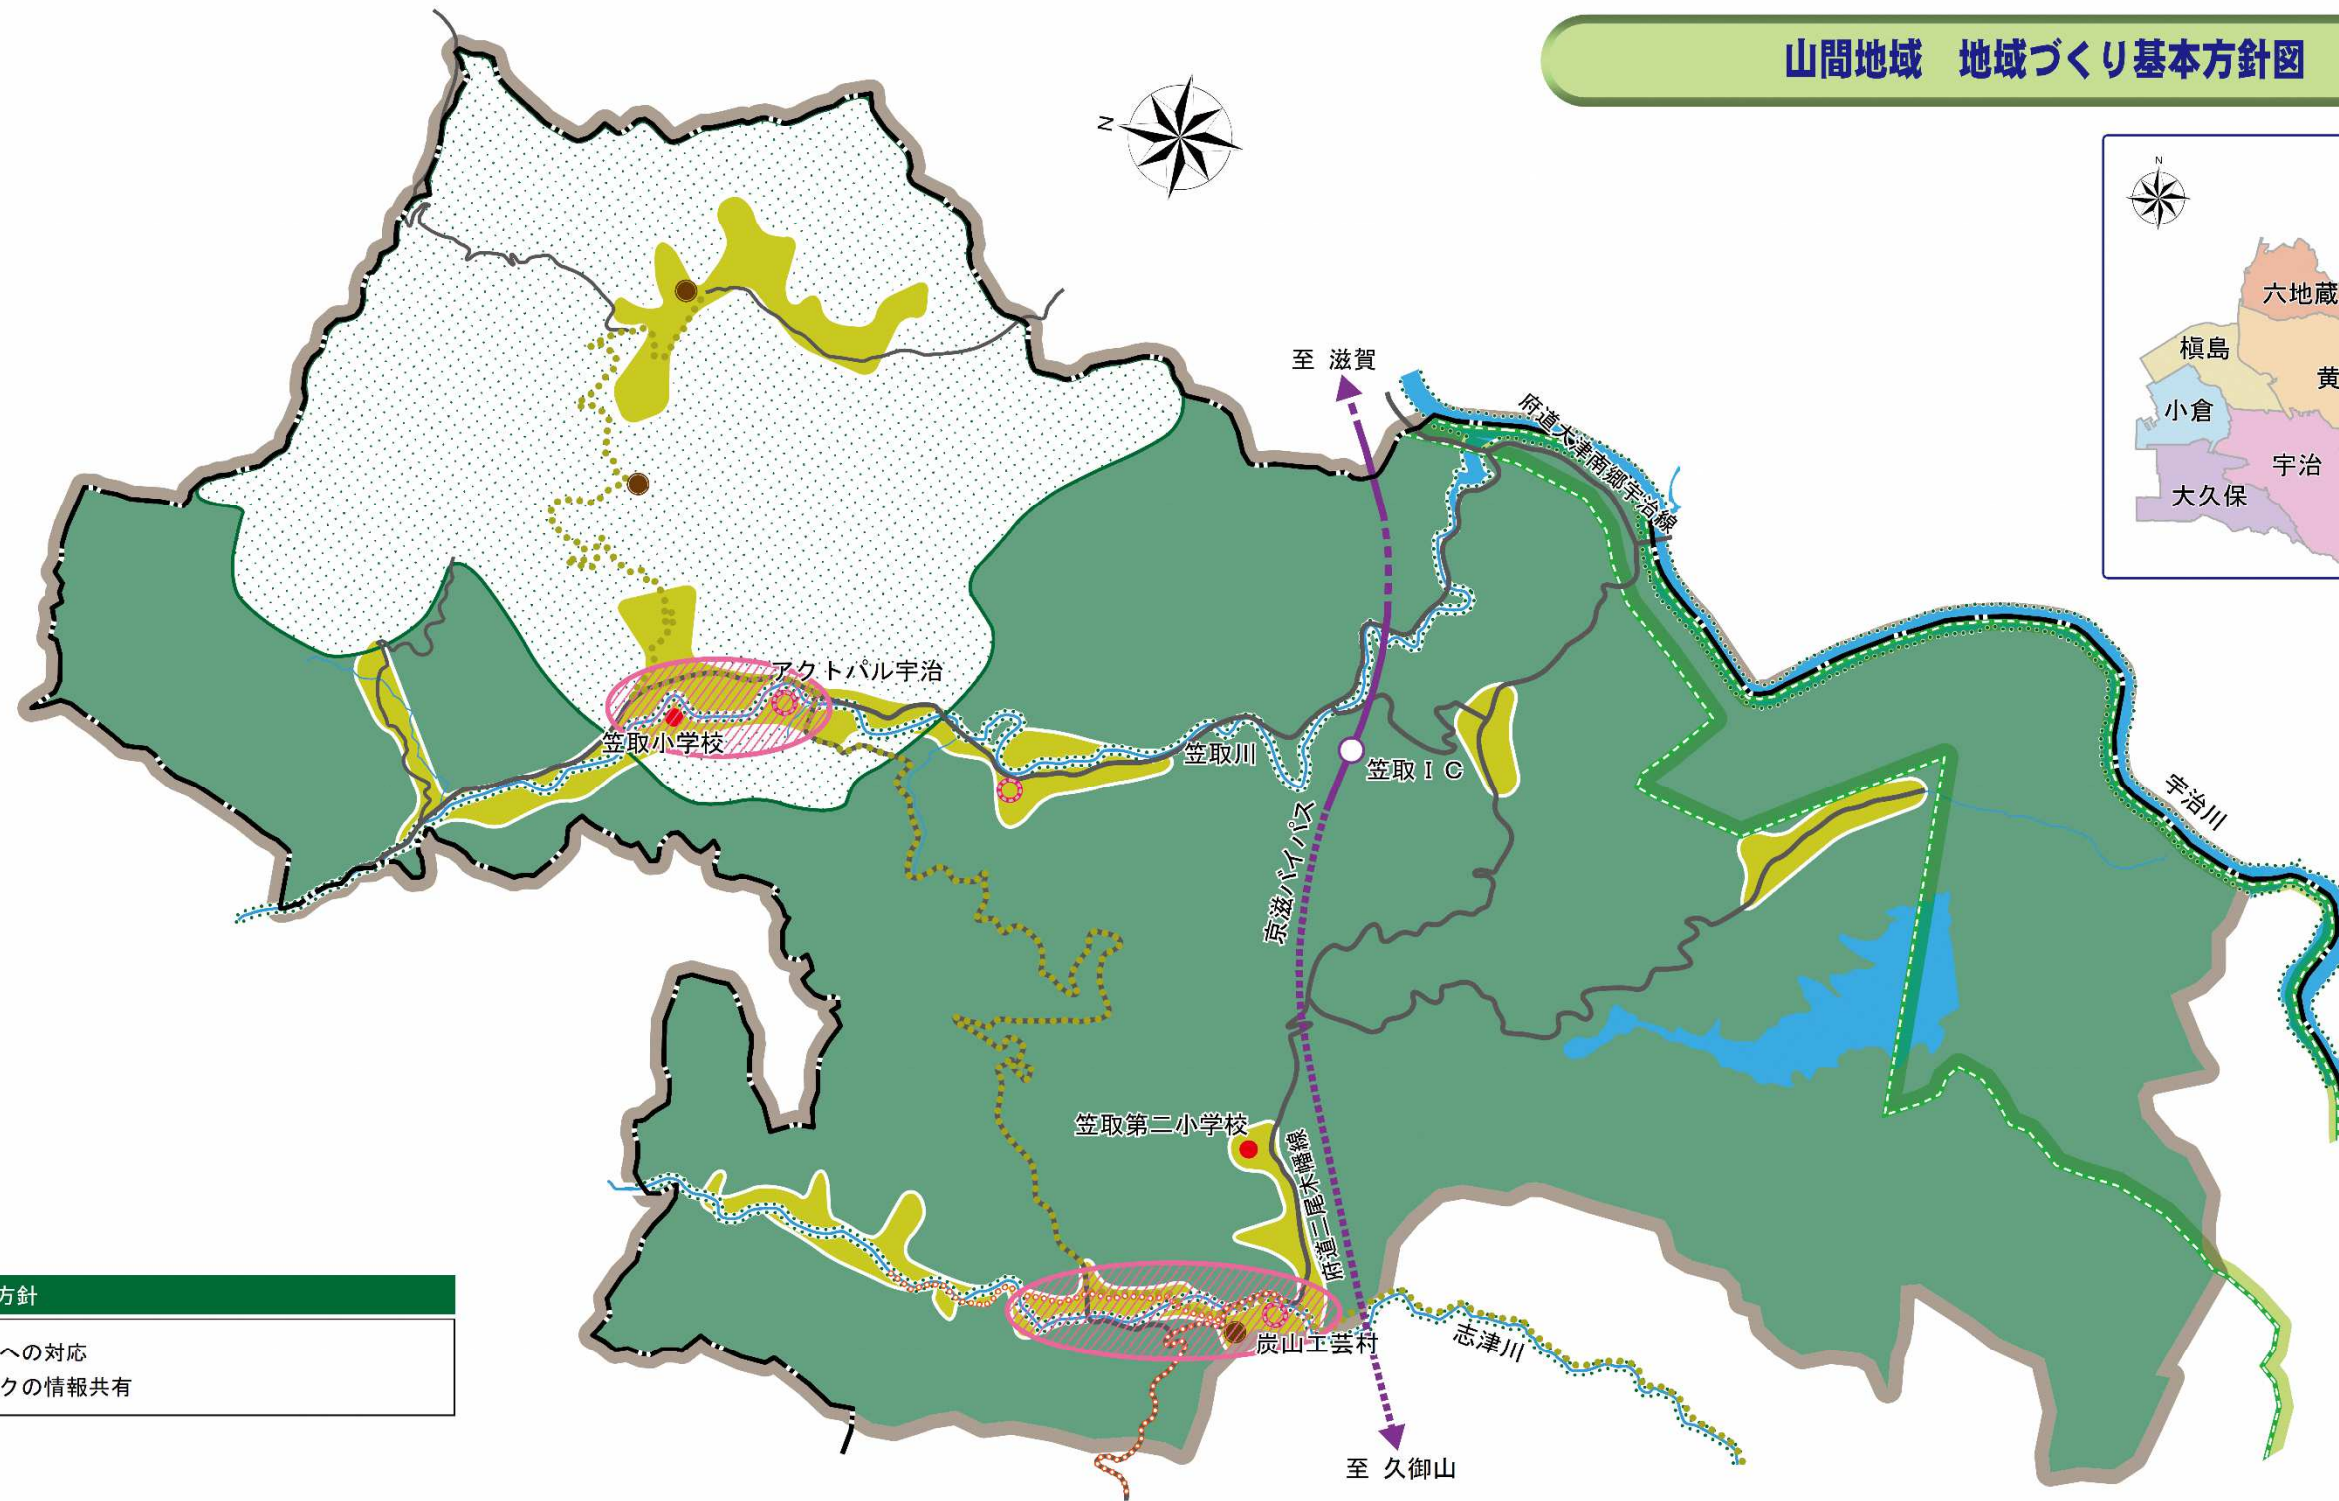 山間地域　地域づくり基本方針図
N
N
六地蔵
槇島
黄
小倉
宇治
大久保
至 滋賀
府道大津南郷宇治線
アクトパル宇治
笠取小学校
笠取川
笠取ＩＣ
京滋バイパス
宇治川
笠取第二小学校
府道二尾木幡線
炭山工芸村
志津川
至 久御山
方針
への対応
クの情報共有